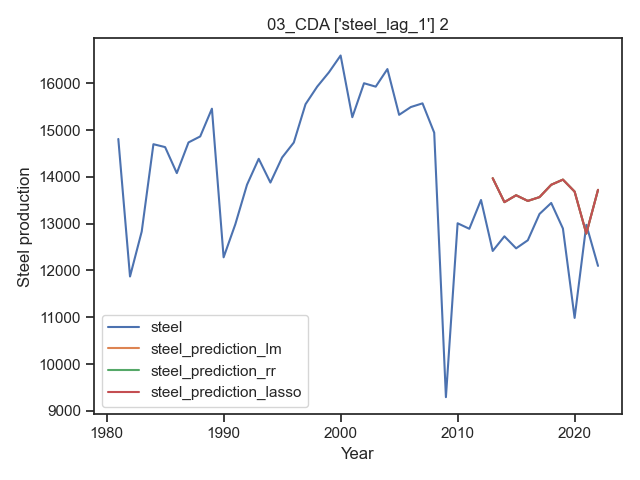 03_CDA ['steel_lag_1'] 2
Steel production
16000
15000
14000
13000
12000
11000
10000
9000
steel
steel_prediction_lm
steel_prediction_rr
steel_prediction_lasso
1980
1990
2000
2010
2020
Year